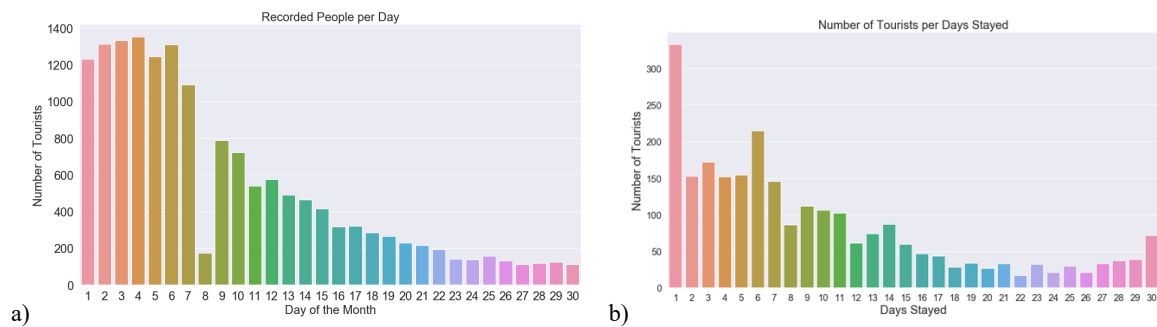 Recorded People per Day
1400
1200
1000
800
600
400
200
0
Number of Tourists
1 2 3 4 5 6 7 8 9 10 11 12 13 14 15 16 17 18 19 20 21 22 23 24 25 26 27 28 29 30
Day of the Month
a)
Number of Tourists per Days Stayed
300
250
200
150
100
50
0
Number of Tourists
1 2 3 4 5 6 7 8 9 10 11 12 13 14 15 16 17 18 19 20 21 22 23 24 25 26 27 28 29 30
Days Stayed
b)